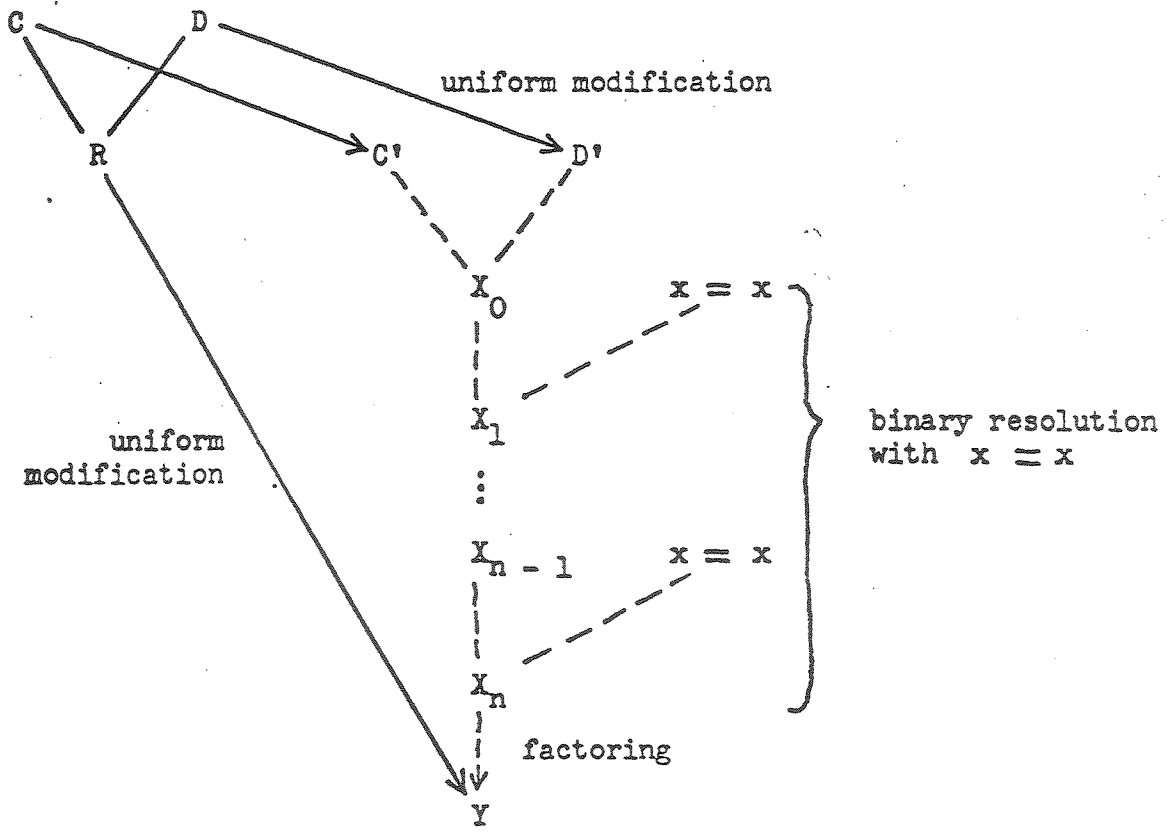 C D
uniform modification
R C' D'
X0 x = x
X1
uniform
modification
binary resolution
with x = x
⋮
Xn - 1 x = x
Xn
factoring
Y